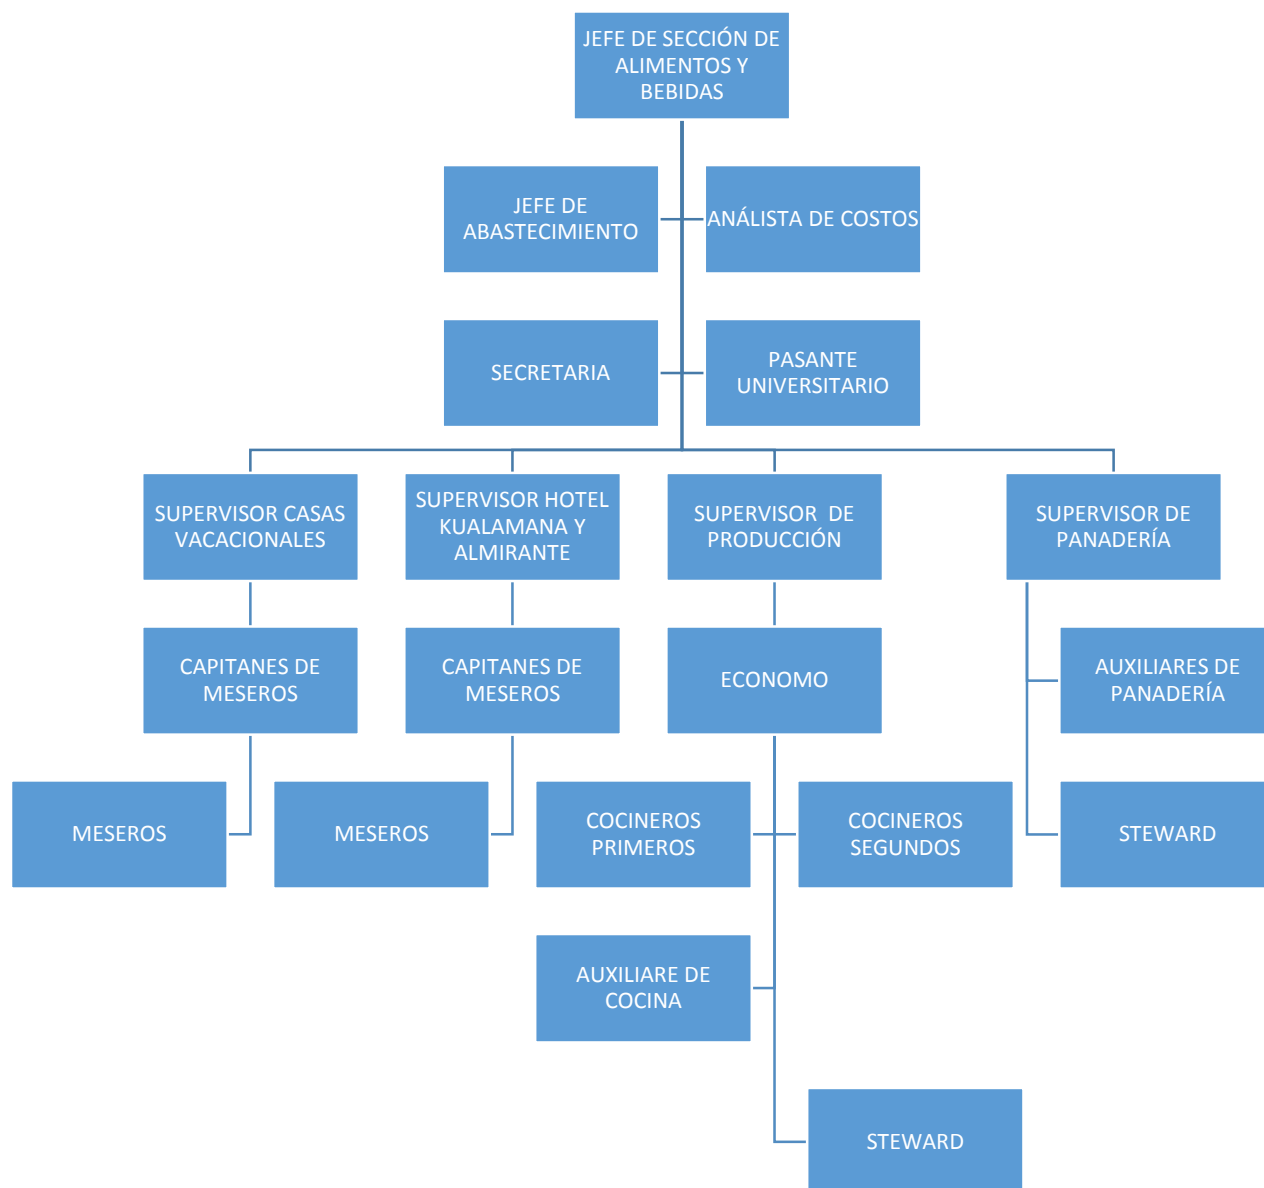 JEFE DE SECCIÓN DE
ALIMENTOS Y
BEBIDAS
JEFE DE
ABASTECIMIENTO
ANÁLISTA DE COSTOS
SECRETARIA
PASANTE
UNIVERSITARIO
SUPERVISOR CASAS
VACACIONALES
SUPERVISOR HOTEL
KUALAMANA Y
ALMIRANTE
SUPERVISOR  DE
PRODUCCIÓN
SUPERVISOR DE
PANADERÍA
CAPITANES DE
MESEROS
CAPITANES DE
MESEROS
ECONOMO
AUXILIARES DE
PANADERÍA
MESEROS
MESEROS
COCINEROS
PRIMEROS
COCINEROS
SEGUNDOS
STEWARD
AUXILIARE DE
COCINA
STEWARD